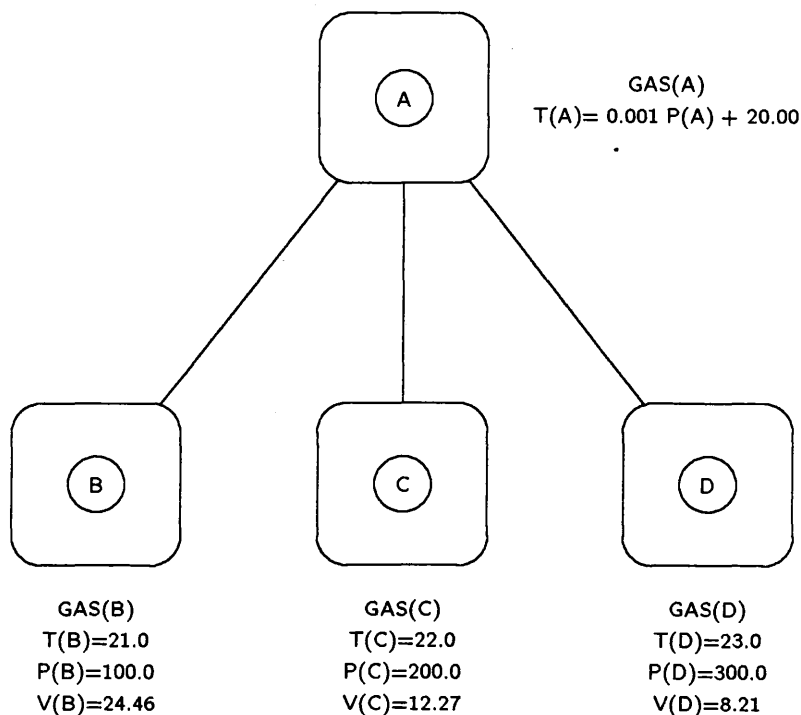 A
GAS(A)
T(A)= 0.001 P(A) + 20.00
B
C
D
GAS(B)
T(B)=21.0
P(B)=100.0
V(B)=24.46
GAS(C)
T(C)=22.0
P(C)=200.0
V(C)=12.27
GAS(D)
T(D)=23.0
P(D)=300.0
V(D)=8.21